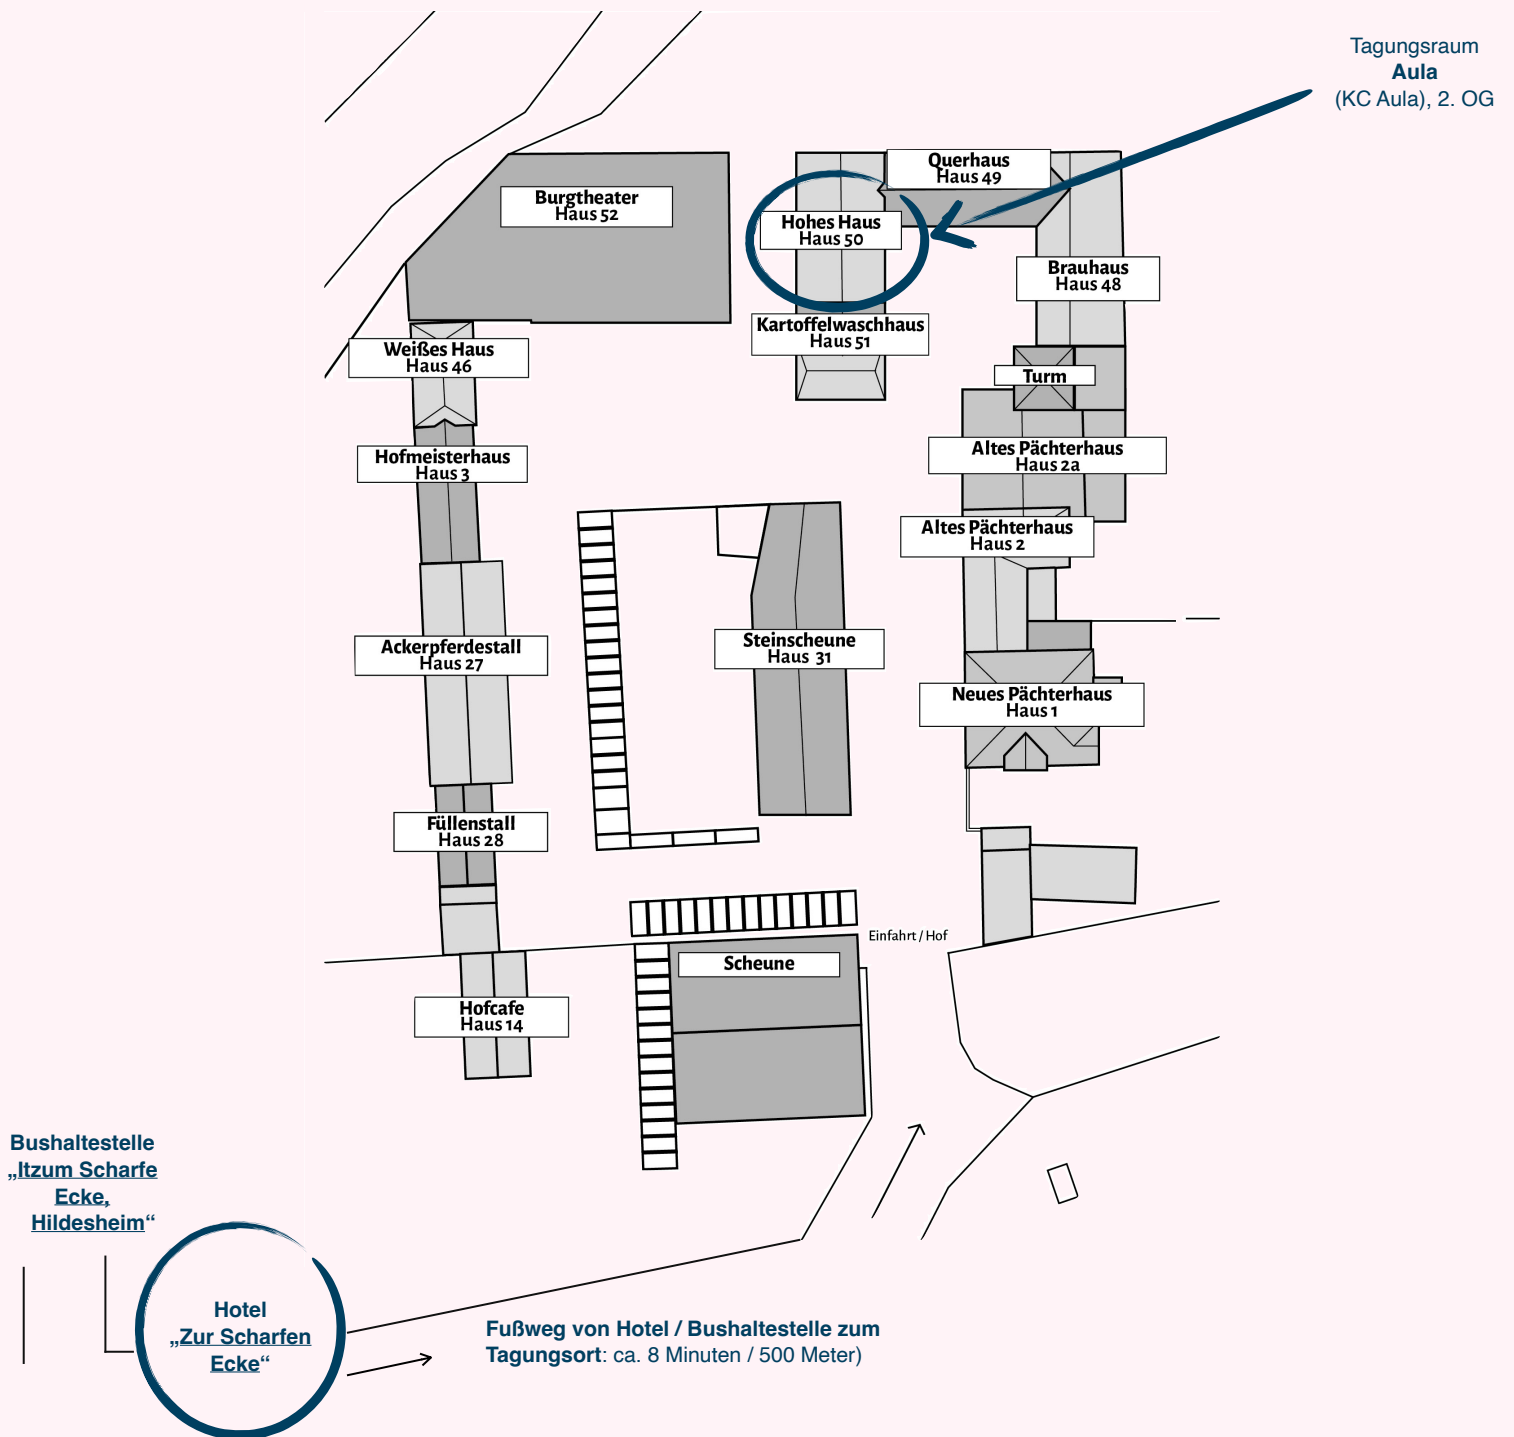 Tagungsraum
Aula
(KC Aula), 2. OG
Querhaus
Haus 49
Burgtheater
Haus 52
Hohes Haus
Haus 50
Brauhaus
Haus 48
Kartoffelwaschhaus
Haus 51
Weißes Haus
Haus 46
Turm
Hofmeisterhaus
Haus 3
Altes Pächterhaus
Haus 2a
Altes Pächterhaus
Haus 2
Ackerpferdestall
Haus 27
Steinscheune
Haus 31
Neues Pächterhaus
Haus 1
Füllenstall
Haus 28
Einfahrt / Hof
Scheune
Hofcafe
Haus 14
Bushaltestelle
„Itzum Scharfe
Ecke,
Hildesheim“
Hotel
„Zur Scharfen
Ecke“
Fußweg von Hotel / Bushaltestelle zum
Tagungsort: ca. 8 Minuten / 500 Meter)